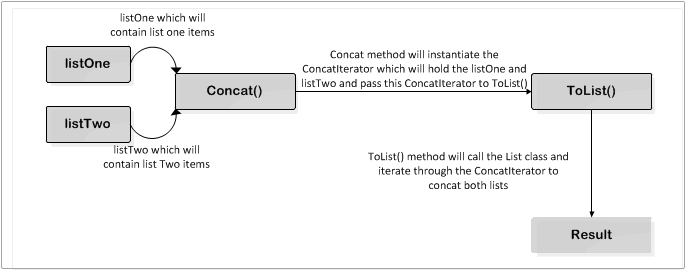 listOne which will
contain list one items
listOne
listTwo
listTwo which will
contain list Two items
Concat()
Concat method will instantiate the
ConcatIterator which will hold the listOne and
listTwo and pass this ConcatIterator to ToList()
ToList()
ToList() method will call the List class and
iterate through the ConcatIterator to
concat both lists
Result